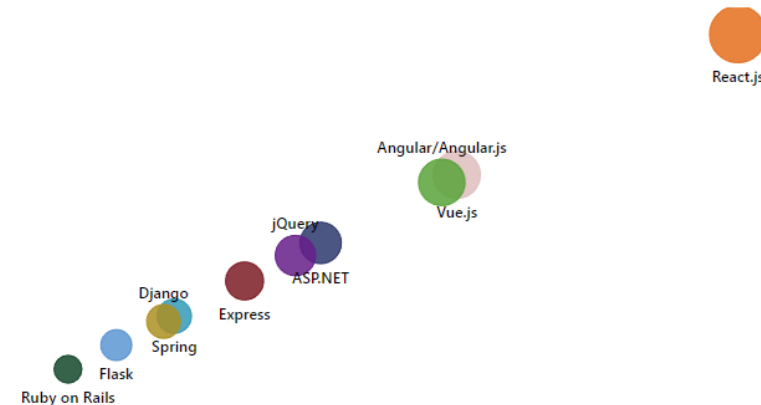 React.js
Angular/Angular.js
Vue.js
jQuery
ASP.NET
Django
Express
Spring
Flask
Ruby on Rails